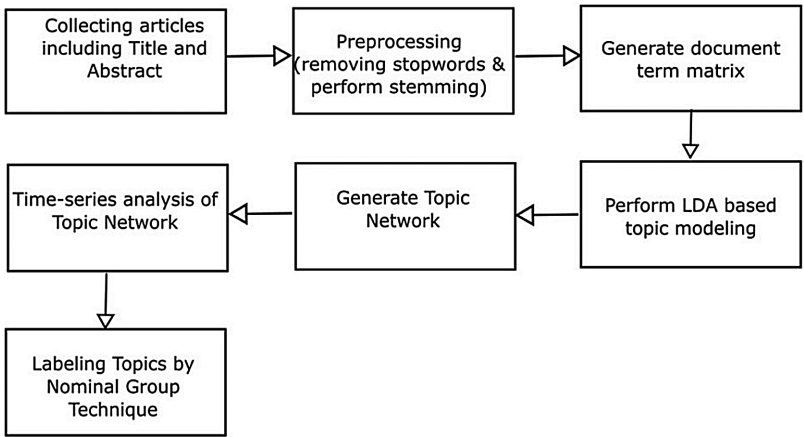 Collecting articles
including Title and
Abstract
Preprocessing
(removing stopwords &
perform stemming)
Generate document
term matrix
Perform LDA based
topic modeling
Generate Topic
Network
Time-series analysis of
Topic Network
Labeling Topics by
Nominal Group
Technique